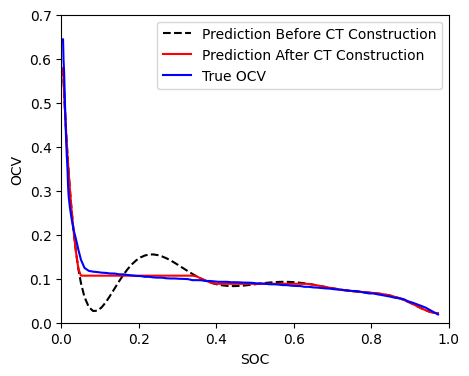 0.7
0.6
0.5
0.4
0.3
0.2
0.1
0.0
OCV
Prediction Before CT Construction
Prediction After CT Construction
True OCV
0.0 0.2 0.4 0.6 0.8 1.0
SOC